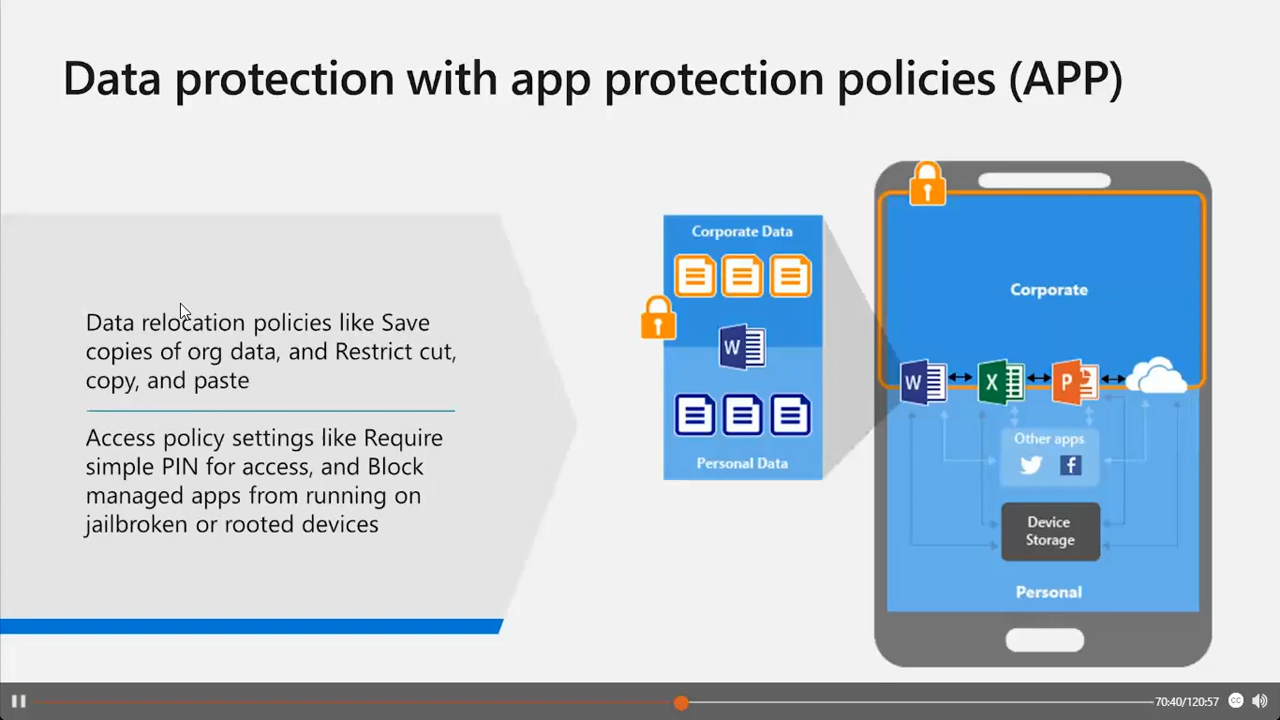 Data protection with app protection policies (APP)
Data relocation policies like Save
copies of org data, and Restrict cut,
copy, and paste
Access policy settings like Require
simple PIN for access, and Block
managed apps from running on
jailbroken or rooted devices
Corporate Data
W
Personal Data
Corporate
W
X
P
Other apps
f
Device
Storage
Personal
70:40/120:57
CC